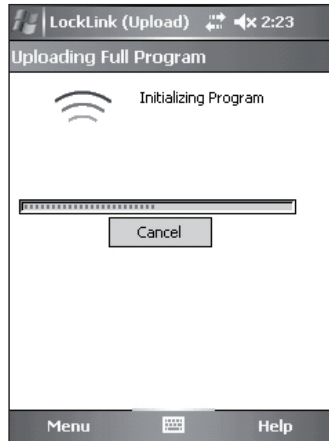 LockLink (Upload) 2:23
Uploading Full Program
Initializing Program
Cancel
Menu Help